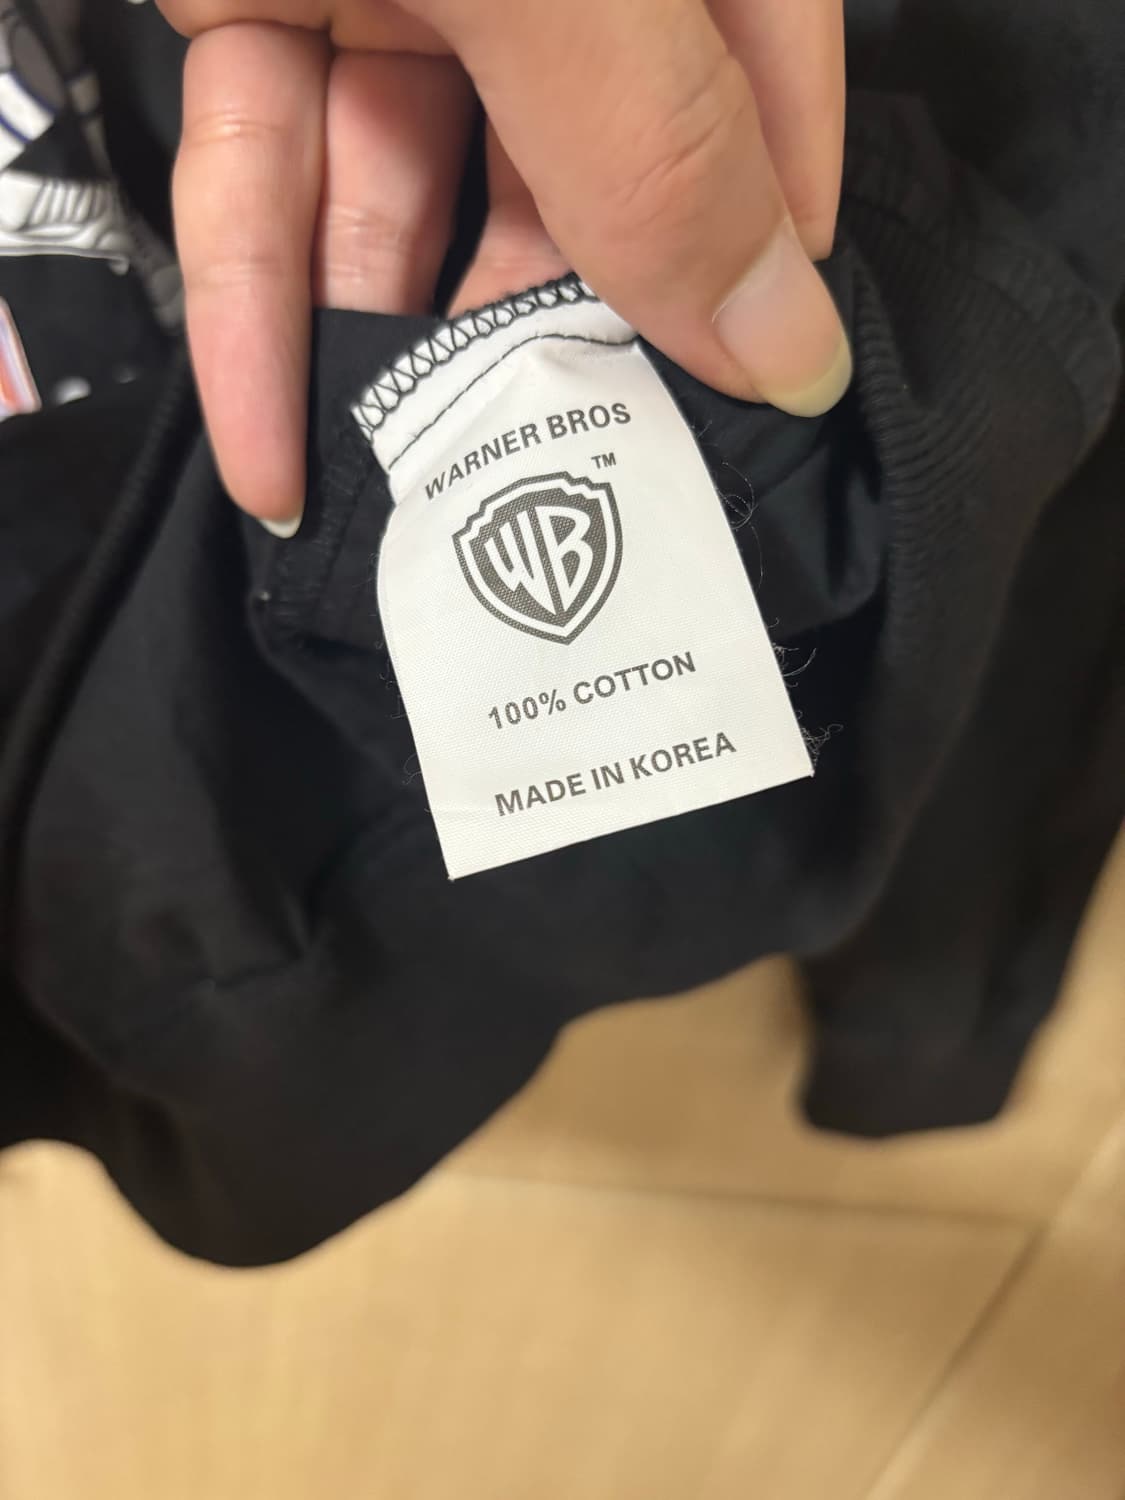 WARNER BROS
TM
WB
100% COTTON
MADE IN KOREA